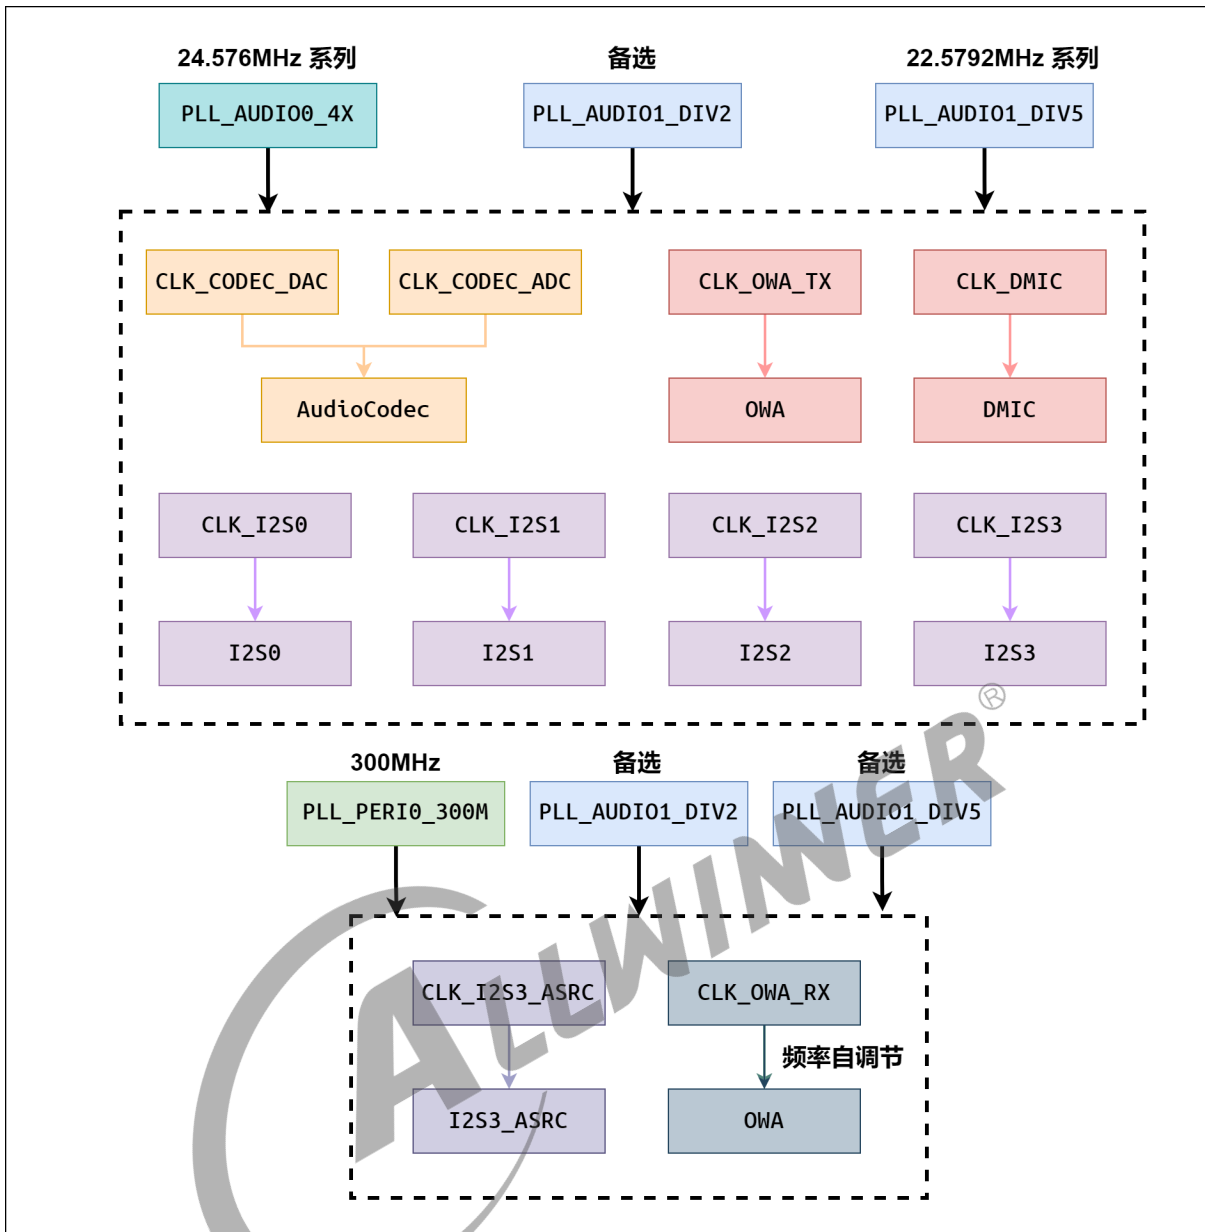 24.576MHz 系列
备选
22.5792MHz 系列
PLL_AUDIO0_4X
PLL_AUDIO1_DIV2
PLL_AUDIO1_DIV5
CLK_CODEC_DAC
CLK_CODEC_ADC
CLK_OWA_TX
CLK_DMIC
AudioCodec
OWA
DMIC
CLK_I2S0
CLK_I2S1
CLK_I2S2
CLK_I2S3
I2S0
I2S1
I2S2
I2S3
300MHz
备选
备选
PLL_PERI0_300M
PLL_AUDIO1_DIV2
PLL_AUDIO1_DIV5
CLK_I2S3_ASRC
CLK_OWA_RX
频率自调节
I2S3_ASRC
OWA
ALLWINNER®